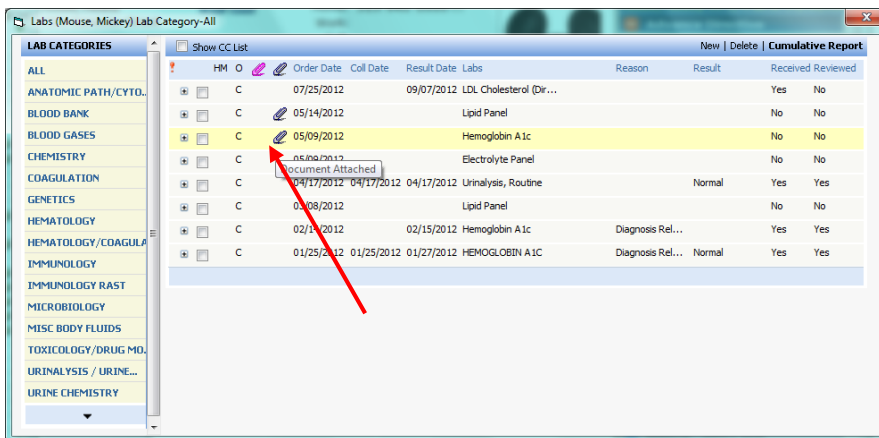 Labs (Mouse, Mickey) Lab Category-All
LAB CATEGORIES
ALL
ANATOMIC PATH/CYTO..
BLOOD BANK
BLOOD GASES
CHEMISTRY
COAGULATION
GENETICS
HEMATOLOGY
HEMATOLOGY/COAGULA
IMMUNOLOGY
IMMUNOLOGY RAST
MICROBIOLOGY
MISC BODY FLUIDS
TOXICOLOGY/DRUG MO.
URINALYSIS / URINE...
URINE CHEMISTRY
Show CC List New | Delete | Cumulative Report
! HM O Order Date Coll Date Result Date Labs Reason Result Received Reviewed
C 07/25/2012 09/07/2012 LDL Cholesterol (Dir... Yes No
C 05/14/2012 Lipid Panel No No
C 05/09/2012 Hemoglobin A1c No No
C 05/09/2012 Electrolyte Panel No No
Document Attached
C 04/17/2012 04/17/2012 04/17/2012 Urinalysis, Routine Normal Yes Yes
C /08/2012 Lipid Panel No No
C 02/14/2012 02/15/2012 Hemoglobin A1c Diagnosis Rel... Yes Yes
C 01/25/2012 01/25/2012 01/27/2012 HEMOGLOBIN A1C Diagnosis Rel... Normal Yes Yes